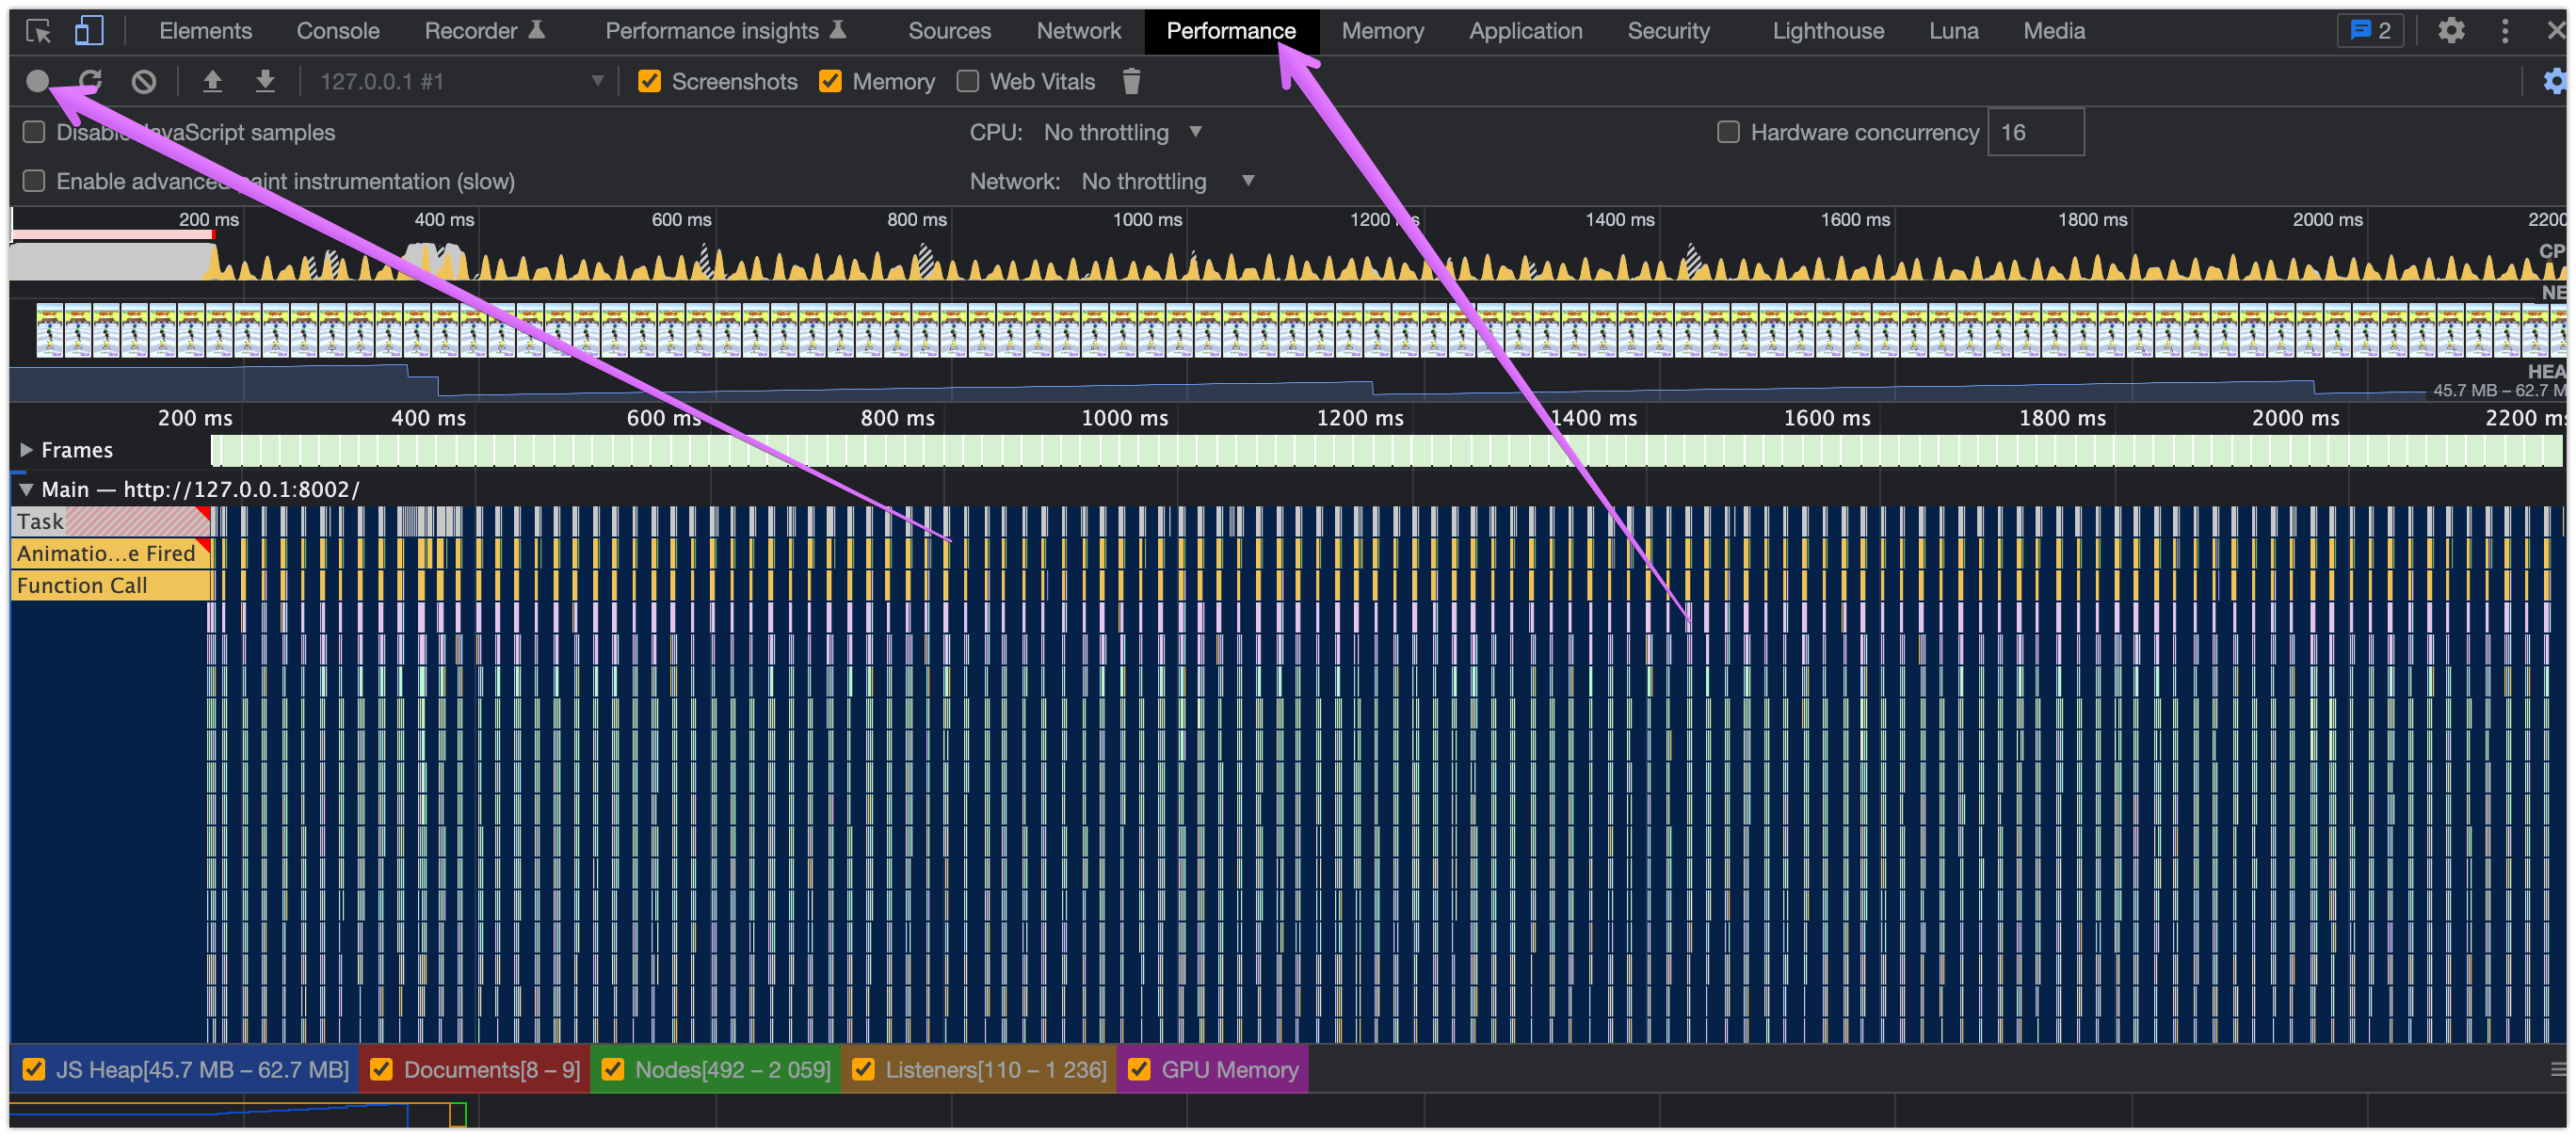 Elements Console Recorder Performance insights Sources Network Performance Memory Application Security Lighthouse Luna Media 2
127.0.0.1 #1 Screenshots Memory Web Vitals
Disable JavaScript samples CPU: No throttling Hardware concurrency 16
Enable advanced paint instrumentation (slow) Network: No throttling
200 ms 400 ms 600 ms 800 ms 1000 ms 1200 ms 1400 ms 1600 ms 1800 ms 2000 ms 2200
CP
NE
HEA
45.7 MB – 62.7 M
200 ms 400 ms 600 ms 800 ms 1000 ms 1200 ms 1400 ms 1600 ms 1800 ms 2000 ms 2200 ms
Frames
Main — http://127.0.0.1:8002/
Task
Animatio…e Fired
Function Call
JS Heap[45.7 MB – 62.7 MB] Documents[8 – 9] Nodes[492 – 2 059] Listeners[110 – 1 236] GPU Memory